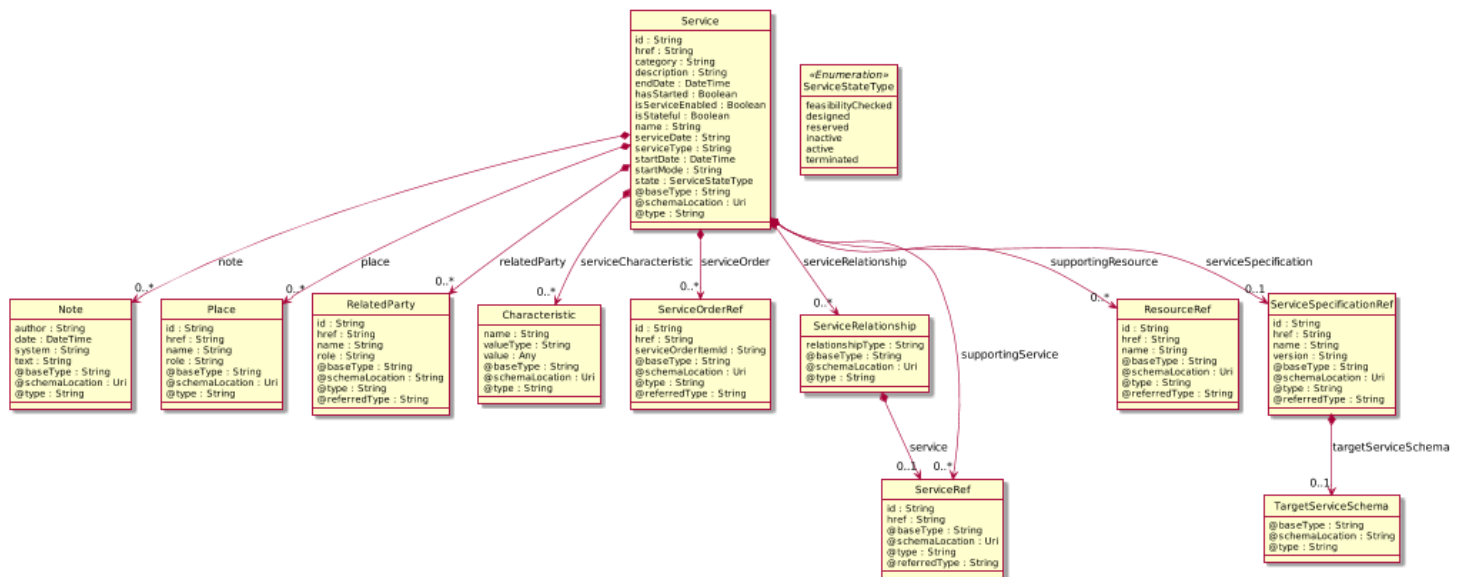 Service
id : String
href : String
category : String
description : String
endDate : DateTime
hasStarted : Boolean
isServiceEnabled : Boolean
isStateful : Boolean
name : String
serviceDate : String
serviceType : String
startDate : DateTime
startMode : String
state : ServiceStateType
@baseType : String
@schemaLocation : Uri
@type : String
«Enumeration»
ServiceStateType
feasibilityChecked
designed
reserved
inactive
active
terminated
note
place
relatedParty
serviceCharacteristic
serviceOrder
serviceRelationship
supportingResource
serviceSpecification
0..*
0..*
0..*
0..*
0..*
0..*
0..*
0..1
Note
author : String
date : DateTime
system : String
text : String
@baseType : String
@schemaLocation : Uri
@type : String
Place
id : String
href : String
name : String
role : String
@baseType : String
@schemaLocation : Uri
@type : String
RelatedParty
id : String
href : String
name : String
role : String
@baseType : String
@schemaLocation : String
@type : String
@referredType : String
Characteristic
name : String
valueType : String
value : Any
@baseType : String
@schemaLocation : Uri
@type : String
ServiceOrderRef
id : String
href : String
serviceOrderItemId : String
@baseType : String
@schemaLocation : Uri
@type : String
@referredType : String
ServiceRelationship
relationshipType : String
@baseType : String
@schemaLocation : Uri
@type : String
supportingService
ResourceRef
id : String
href : String
name : String
@baseType : String
@schemaLocation : Uri
@type : String
@referredType : String
ServiceSpecificationRef
id : String
href : String
name : String
version : String
@baseType : String
@schemaLocation : Uri
@type : String
@referredType : String
service
0..1
0..*
targetServiceSchema
0..1
ServiceRef
id : String
href : String
@baseType : String
@schemaLocation : Uri
@type : String
@referredType : String
TargetServiceSchema
@baseType : String
@schemaLocation : String
@type : String